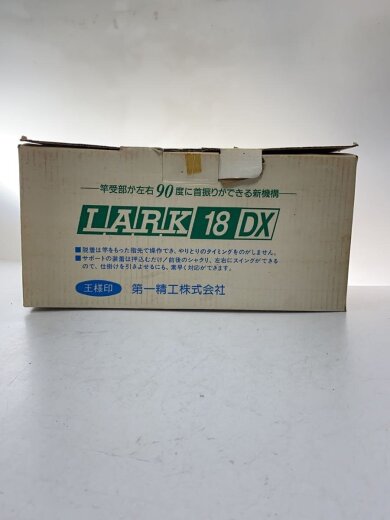 竿受部が左右90度に首振りができる新機構
LARK 18 DX
■脱着は竿をもった指先で操作でき、やりとりのタイミングをのがしません。
■サポートの装着は押込むだけ!前後のシャクリ、左右にスイングができる
ので、仕掛けを引きよせるにも、素早く対応ができます。
王様印 第一精工株式会社